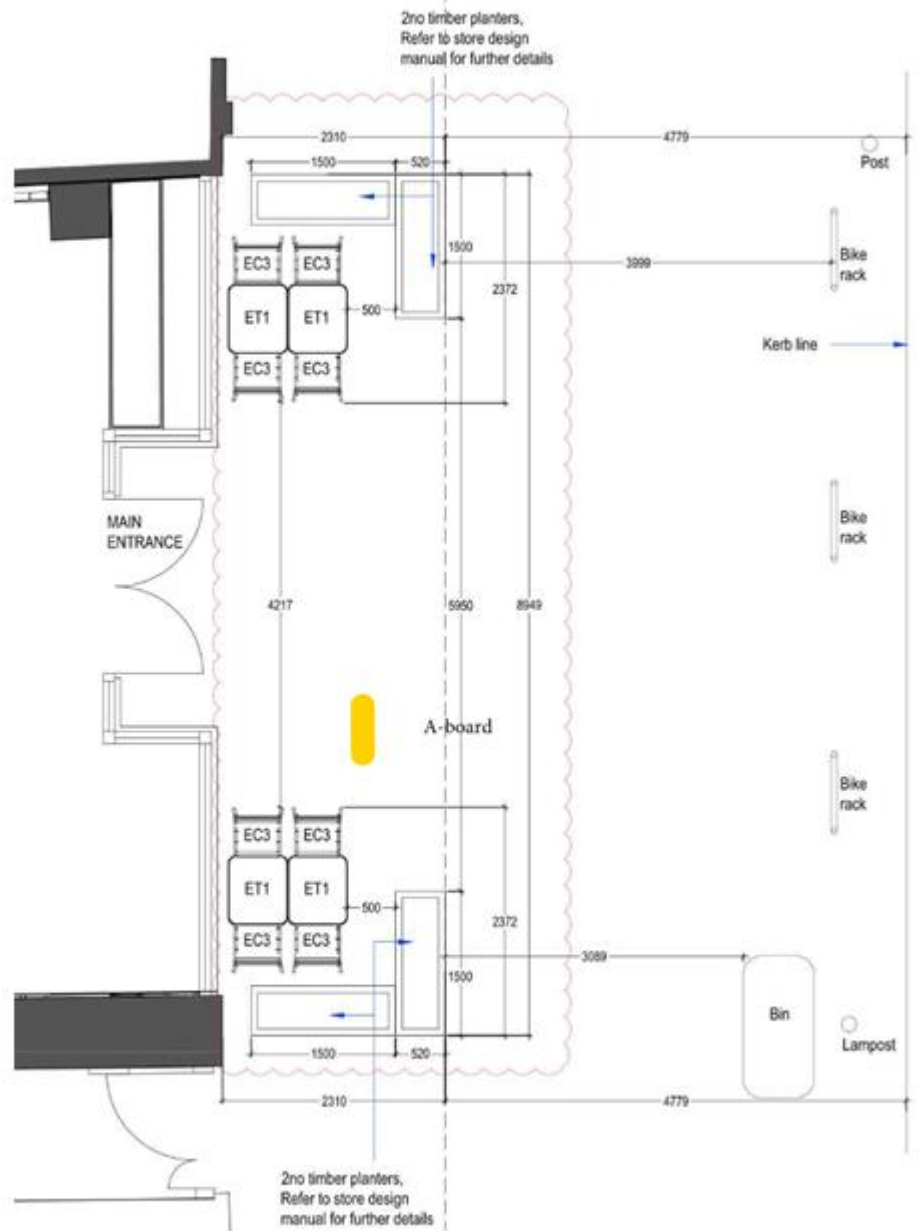 2no timber planters,
Refer to store design
manual for further details
2310
4779
1500
520
Post
EC3
EC3
1500
3999
Bike
rack
2372
ET1
ET1
500
Kerb line
EC3
EC3
MAIN
ENTRANCE
Bike
rack
4217
5950
8949
A-board
Bike
rack
EC3
EC3
ET1
ET1
500
2372
EC3
EC3
3089
1500
Bin
Lampost
1500
520
2310
4779
2no timber planters,
Refer to store design
manual for further details